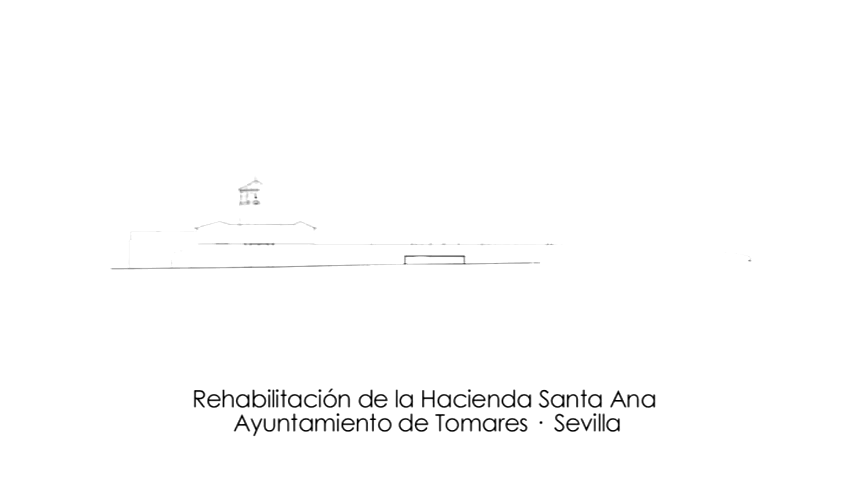 Rehabilitación de la Hacienda Santa Ana
Ayuntamiento de Tomares · Sevilla